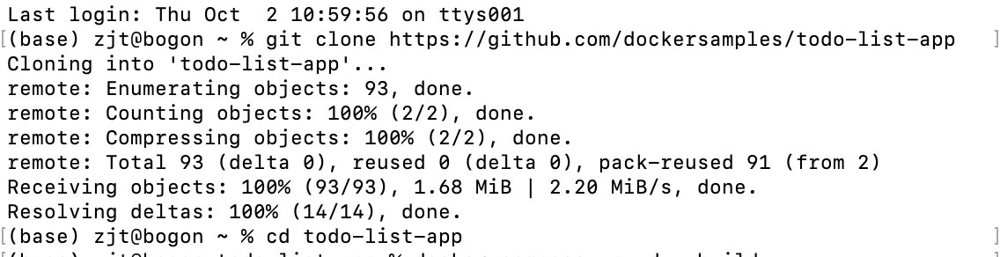 Last login: Thu Oct  2 10:59:56 on ttys001
[(base) zjt@bogon ~ % git clone https://github.com/dockersamples/todo-list-app ]
Cloning into 'todo-list-app'...
remote: Enumerating objects: 93, done.
remote: Counting objects: 100% (2/2), done.
remote: Compressing objects: 100% (2/2), done.
remote: Total 93 (delta 0), reused 0 (delta 0), pack-reused 91 (from 2)
Receiving objects: 100% (93/93), 1.68 MiB | 2.20 MiB/s, done.
Resolving deltas: 100% (14/14), done.
[(base) zjt@bogon ~ % cd todo-list-app ]